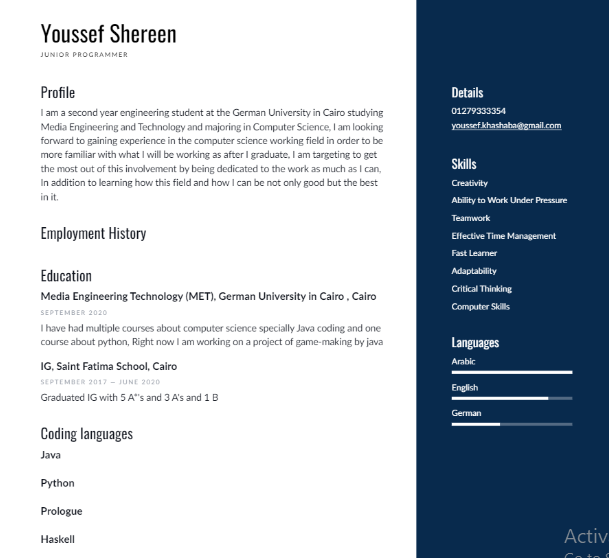 Youssef Shereen
JUNIOR PROGRAMMER
Profile
I am a second year engineering student at the German University in Cairo studying
Media Engineering and Technology and majoring in Computer Science, I am looking
forward to gaining experience in the computer science working field in order to be
more familiar with what I will be working as after I graduate, I am targeting to get
the most out of this involvement by being dedicated to the work as much as I can,
In addition to learning how this field and how I can be not only good but the best
in it.
Employment History
Education
Media Engineering Technology (MET), German University in Cairo , Cairo
SEPTEMBER 2020
I have had multiple courses about computer science specially Java coding and one
course about python, Right now I am working on a project of game-making by java
IG, Saint Fatima School, Cairo
SEPTEMBER 2017 — JUNE 2020
Graduated IG with 5 A*'s and 3 A's and 1 B
Coding languages
Java
Python
Prologue
Haskell
Details
01279333354
youssef.khashaba@gmail.com
Skills
Creativity
Ability to Work Under Pressure
Teamwork
Effective Time Management
Fast Learner
Adaptability
Critical Thinking
Computer Skills
Languages
Arabic
English
German
Activ
Go to S